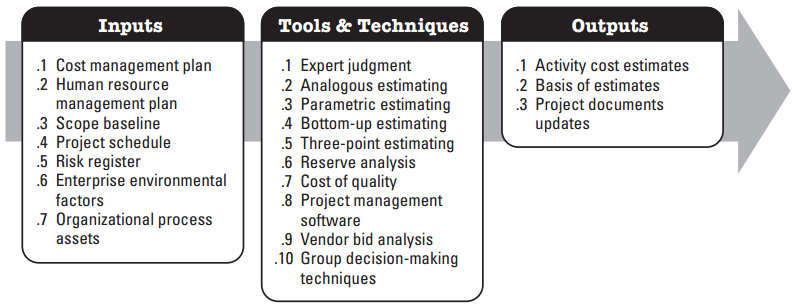 Inputs
.1 Cost management plan
.2 Human resource
management plan
.3 Scope baseline
.4 Project schedule
.5 Risk register
.6 Enterprise environmental
factors
.7 Organizational process
assets
Tools & Techniques
.1 Expert judgment
.2 Analogous estimating
.3 Parametric estimating
.4 Bottom-up estimating
.5 Three-point estimating
.6 Reserve analysis
.7 Cost of quality
.8 Project management
software
.9 Vendor bid analysis
.10 Group decision-making
techniques
Outputs
.1 Activity cost estimates
.2 Basis of estimates
.3 Project documents
updates